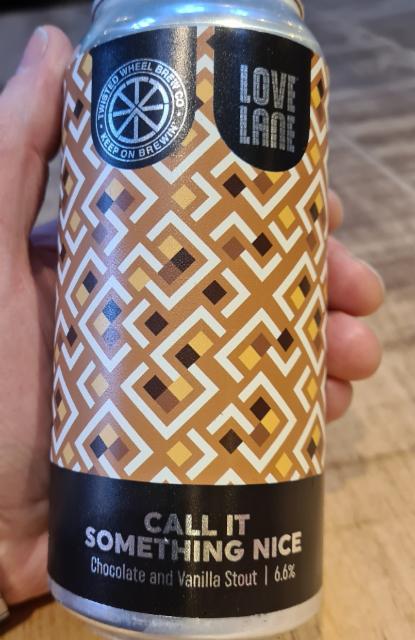 TWISTED WHEEL BREW CO
KEEP ON BREWIN'
LOVE
LANE
CALL IT
SOMETHING NICE
Chocolate and Vanilla Stout | 6.6%